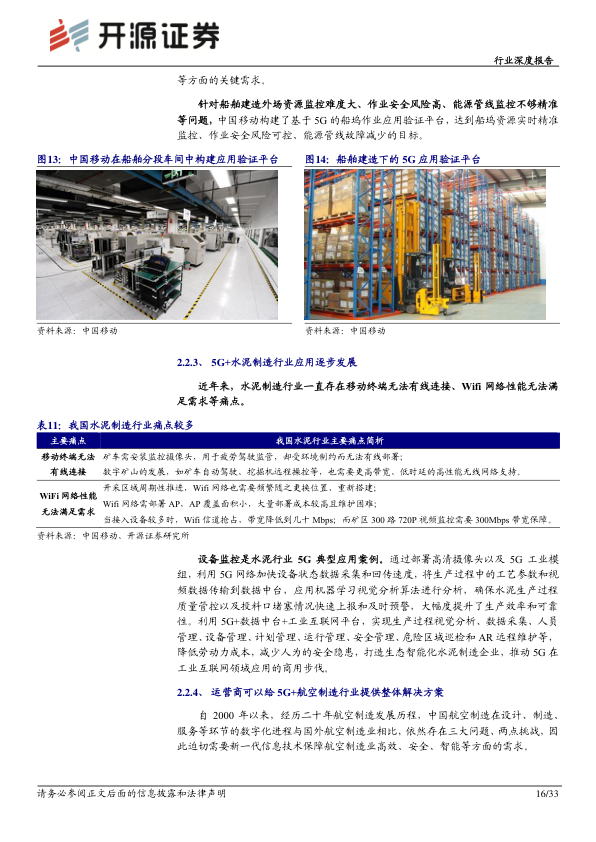 开源证券
行业深度报告
等方面的关键需求。
针对船舶建造外场资源监控难度大、作业安全风险高、能源管线监控不够精准
等问题，中国移动构建了基于 5G 的船坞作业应用验证平台，达到船坞资源实时精准
监控、作业安全风险可控、能源管线故障减少的目标。
图13：中国移动在船舶分段车间中构建应用验证平台
图14：船舶建造下的 5G 应用验证平台
资料来源：中国移动
资料来源：中国移动
2.2.3、 5G+水泥制造行业应用逐步发展
近年来，水泥制造行业一直存在移动终端无法有线连接、Wifi 网络性能无法满
足需求等痛点。
表11：我国水泥制造行业痛点较多
主要痛点 我国水泥行业主要痛点简析
移动终端无法
有线连接
矿车需安装监控摄像头，用于疲劳驾驶监管，却受环境制约而无法有线部署；
数字矿山的发展，如矿车自动驾驶、挖掘机远程操控等，也需要更高带宽、低时延的高性能无线网络支持。
WiFi 网络性能
无法满足需求
开采区域周期性推进，Wifi 网络也需要频繁随之更换位置，重新搭建；
Wifi 网络需部署 AP，AP 覆盖面积小，大量部署成本较高且维护困难；
当接入设备较多时，Wifi 信道抢占、带宽降低到几十 Mbps；而矿区 300 路 720P 视频监控需要 300Mbps 带宽保障。
资料来源：中国移动、开源证券研究所
设备监控是水泥行业 5G 典型应用案例。通过部署高清摄像头以及 5G 工业模
组，利用 5G 网络加快设备状态数据采集和回传速度，将生产过程中的工艺参数和视
频数据传输到数据中台，应用机器学习视觉分析算法进行分析，确保水泥生产过程
质量管控以及投料口堵塞情况快速上报和及时预警，大幅度提升了生产效率和可靠
性。利用 5G+数据中台+工业互联网平台，实现生产过程视觉分析、数据采集、人员
管理、设备管理、计划管理、运行管理、安全管理、危险区域巡检和 AR 远程维护等，
降低劳动力成本，减少人为的安全隐患，打造生态智能化水泥制造企业，推动 5G 在
工业互联网领域应用的商用步伐。
2.2.4、 运营商可以给 5G+航空制造行业提供整体解决方案
自 2000 年以来，经历二十年航空制造发展历程，中国航空制造在设计、制造、
服务等环节的数字化进程与国外航空制造业相比，依然存在三大问题、两点挑战，因
此迫切需要新一代信息技术保障航空制造业高效、安全、智能等方面的需求。
请务必参阅正文后面的信息披露和法律声明
16/33